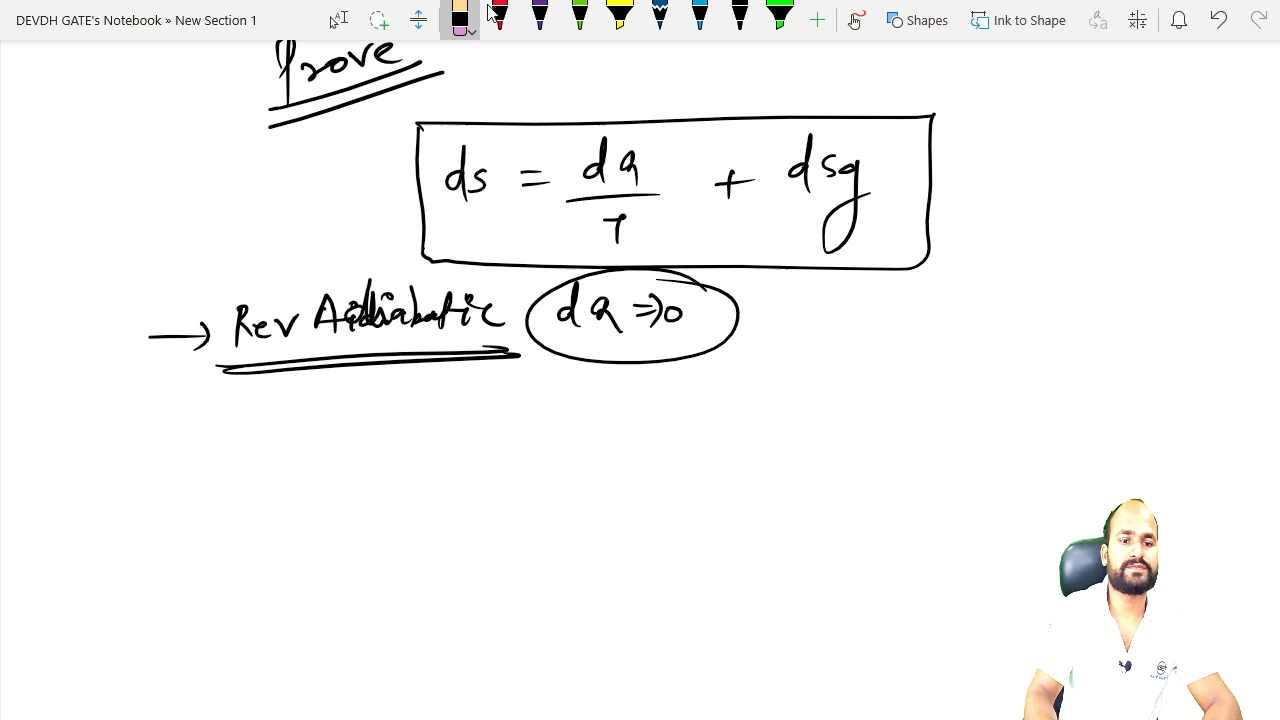 DEVDH GATE's Notebook » New Section 1
Shapes
Ink to Shape
Prove
ds = dq/T + dsg
→ Rev Adiabatic dq ⇒ 0